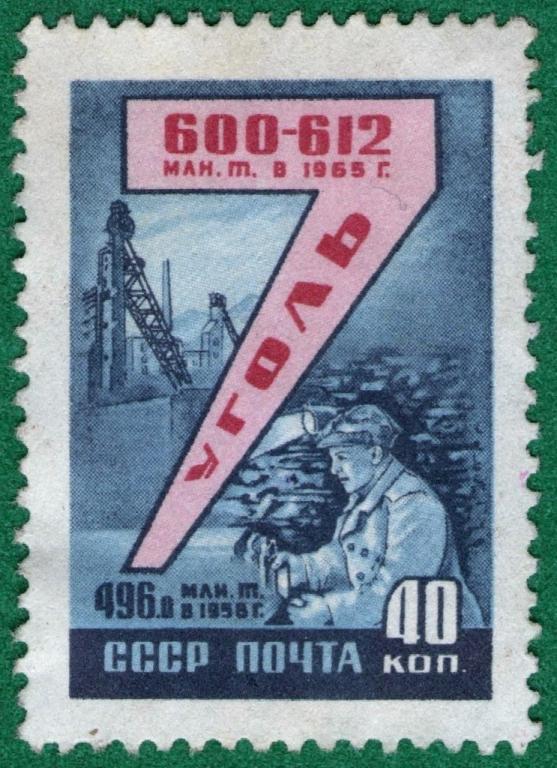 600-612
МЛН. Т. В 1965 Г.
УГОЛЬ
496.0 МЛН. Т.
В 1958 Г.
40
КОП.
СССР ПОЧТА